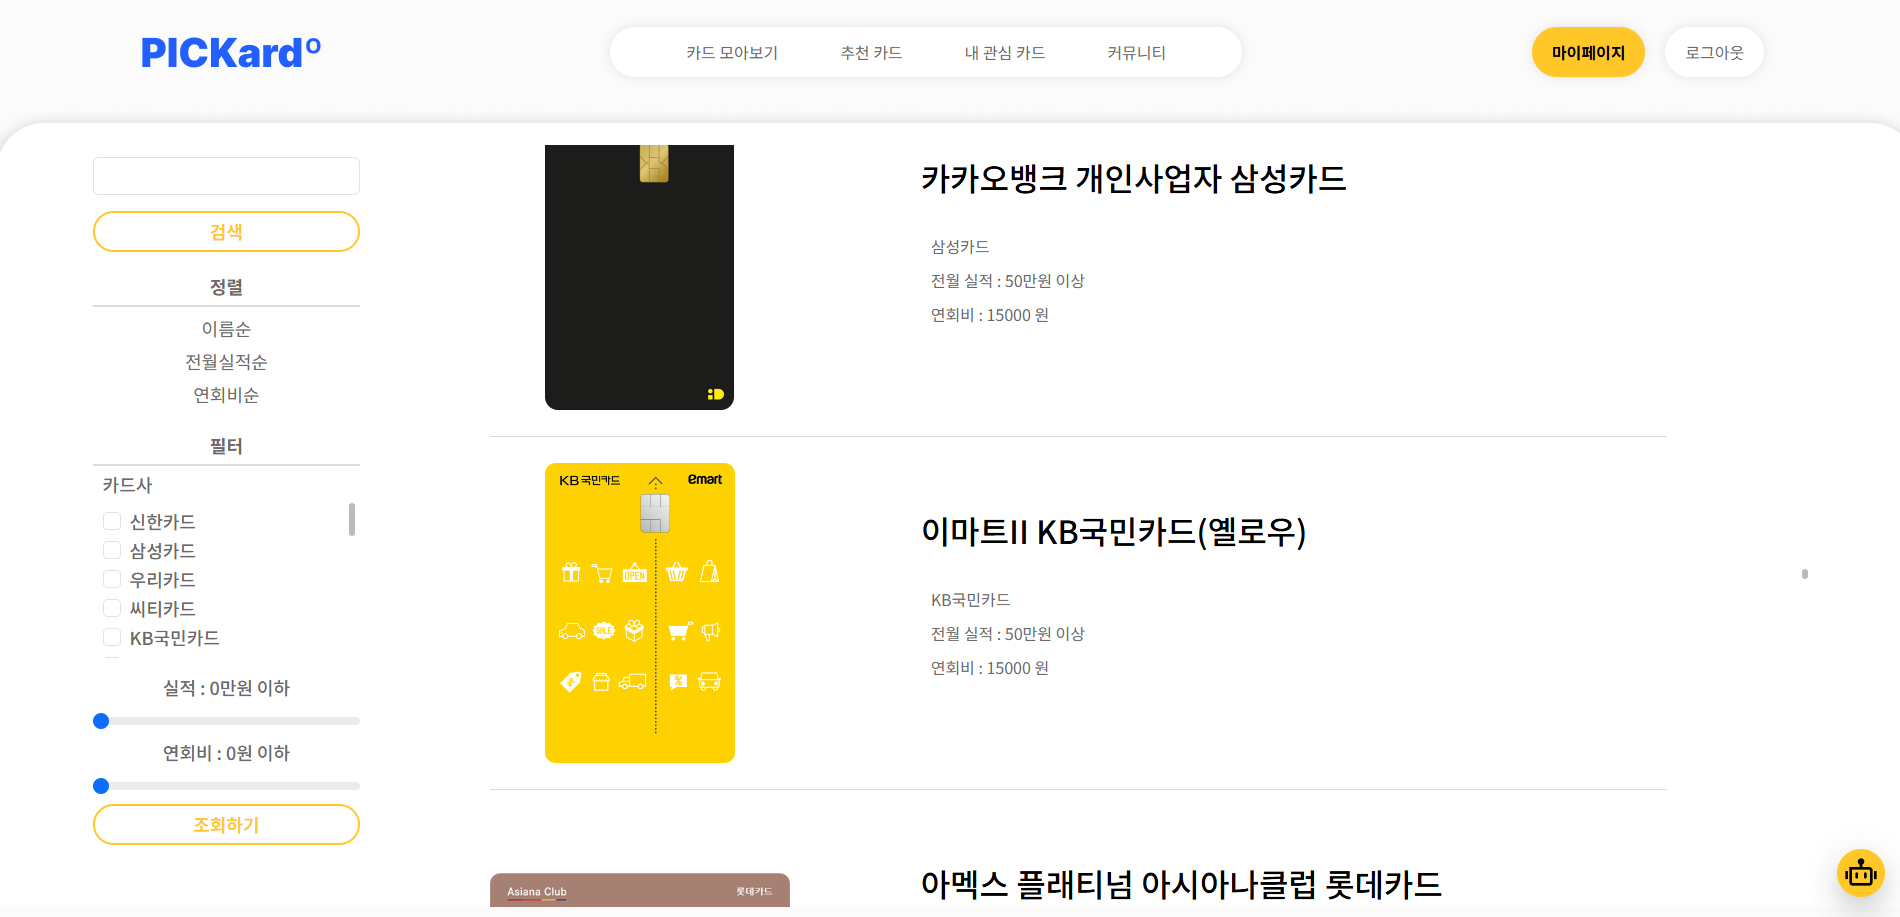 PICKardº
카드 모아보기
추천 카드
내 관심 카드
커뮤니티
마이페이지
로그아웃
검색
정렬
이름순
전월실적순
연회비순
필터
카드사
신한카드
삼성카드
우리카드
씨티카드
KB국민카드
실적 : 0만원 이하
연회비 : 0원 이하
조회하기
카카오뱅크 개인사업자 삼성카드
삼성카드
전월 실적 : 50만원 이상
연회비 : 15000 원
KB국민카드
emart
OPEN
SALE
%
이마트II KB국민카드(옐로우)
KB국민카드
전월 실적 : 50만원 이상
연회비 : 15000 원
Asiana Club
롯데카드
아멕스 플래티넘 아시아나클럽 롯데카드